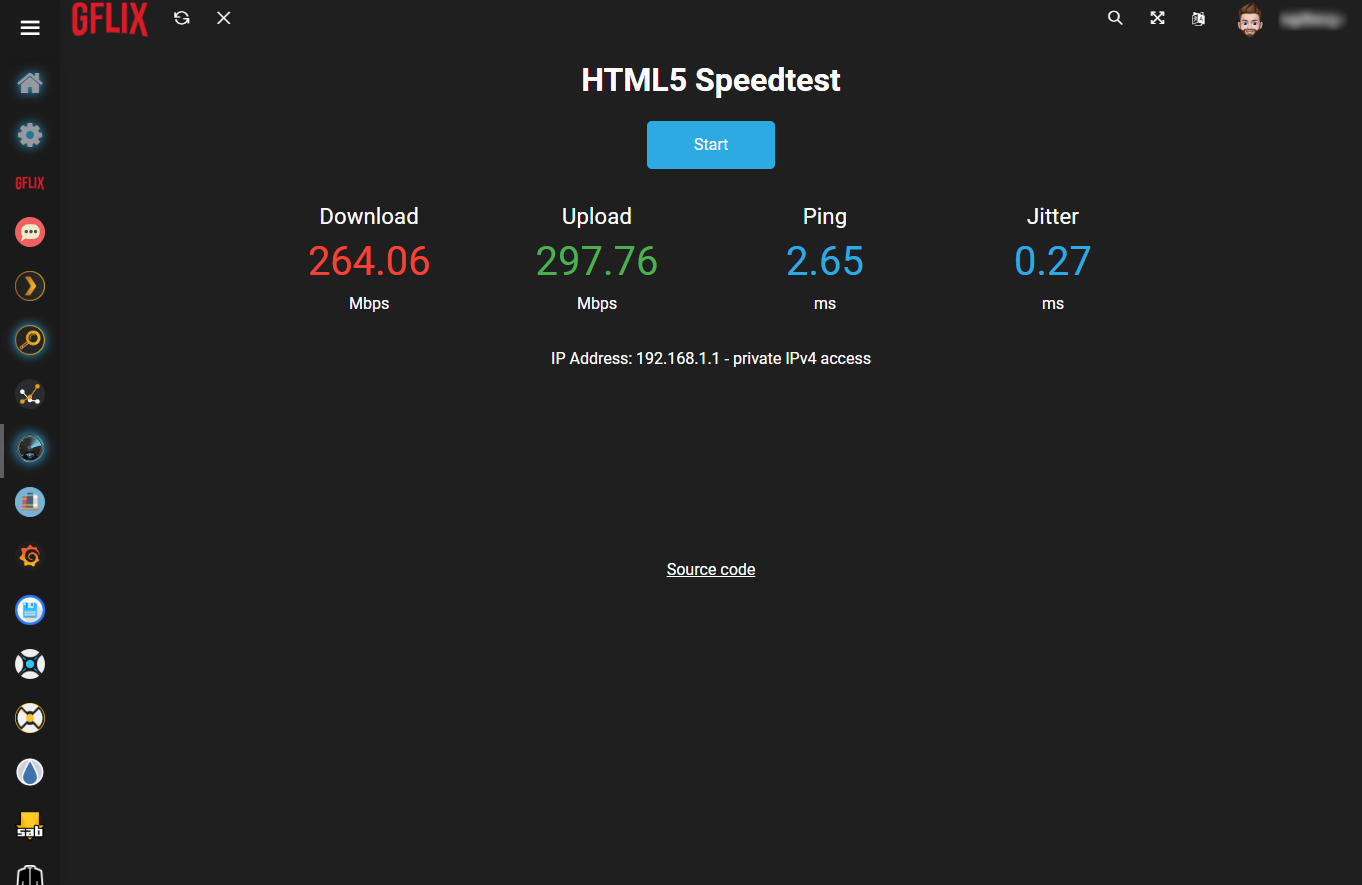 GFLIX
HTML5 Speedtest
Start
GFLIX
Download Upload Ping Jitter
264.06 297.76 2.65 0.27
Mbps Mbps ms ms
IP Address: 192.168.1.1 - private IPv4 access
Source code
sab